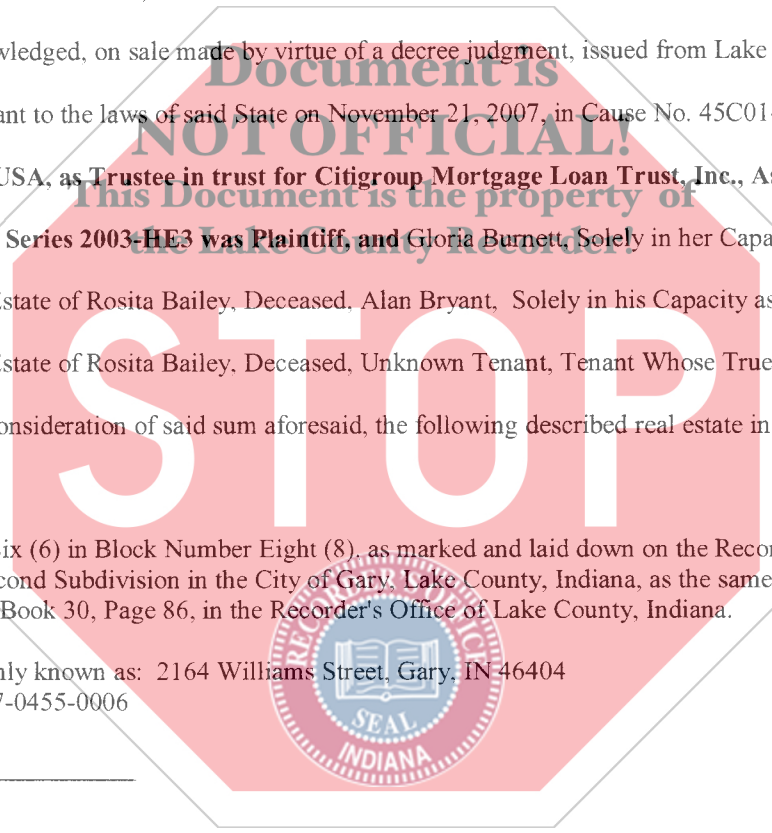 wledged, on sale made by virtue of a decree judgment, issued from Lake
Document is
ant to the laws of said State on November 21, 2007, in Cause No. 45C01-
NOT OFFICIAL!
USA, as Trustee in trust for Citigroup Mortgage Loan Trust, Inc., As
This Document is the property of
Series 2003-HE3 was Plaintiff, and Gloria Burnett, Solely in her Capa
the Lake County Recorder!
Estate of Rosita Bailey, Deceased, Alan Bryant, Solely in his Capacity as
STOP
Estate of Rosita Bailey, Deceased, Unknown Tenant, Tenant Whose True
onsideration of said sum aforesaid, the following described real estate in
ix (6) in Block Number Eight (8), as marked and laid down on the Recor
cond Subdivision in the City of Gary, Lake County, Indiana, as the same
Book 30, Page 86, in the Recorder's Office of Lake County, Indiana.
nly known as: 2164 Williams Street, Gary, IN 46404
7-0455-0006
RECORDER OFFICE
SEAL
INDIANA